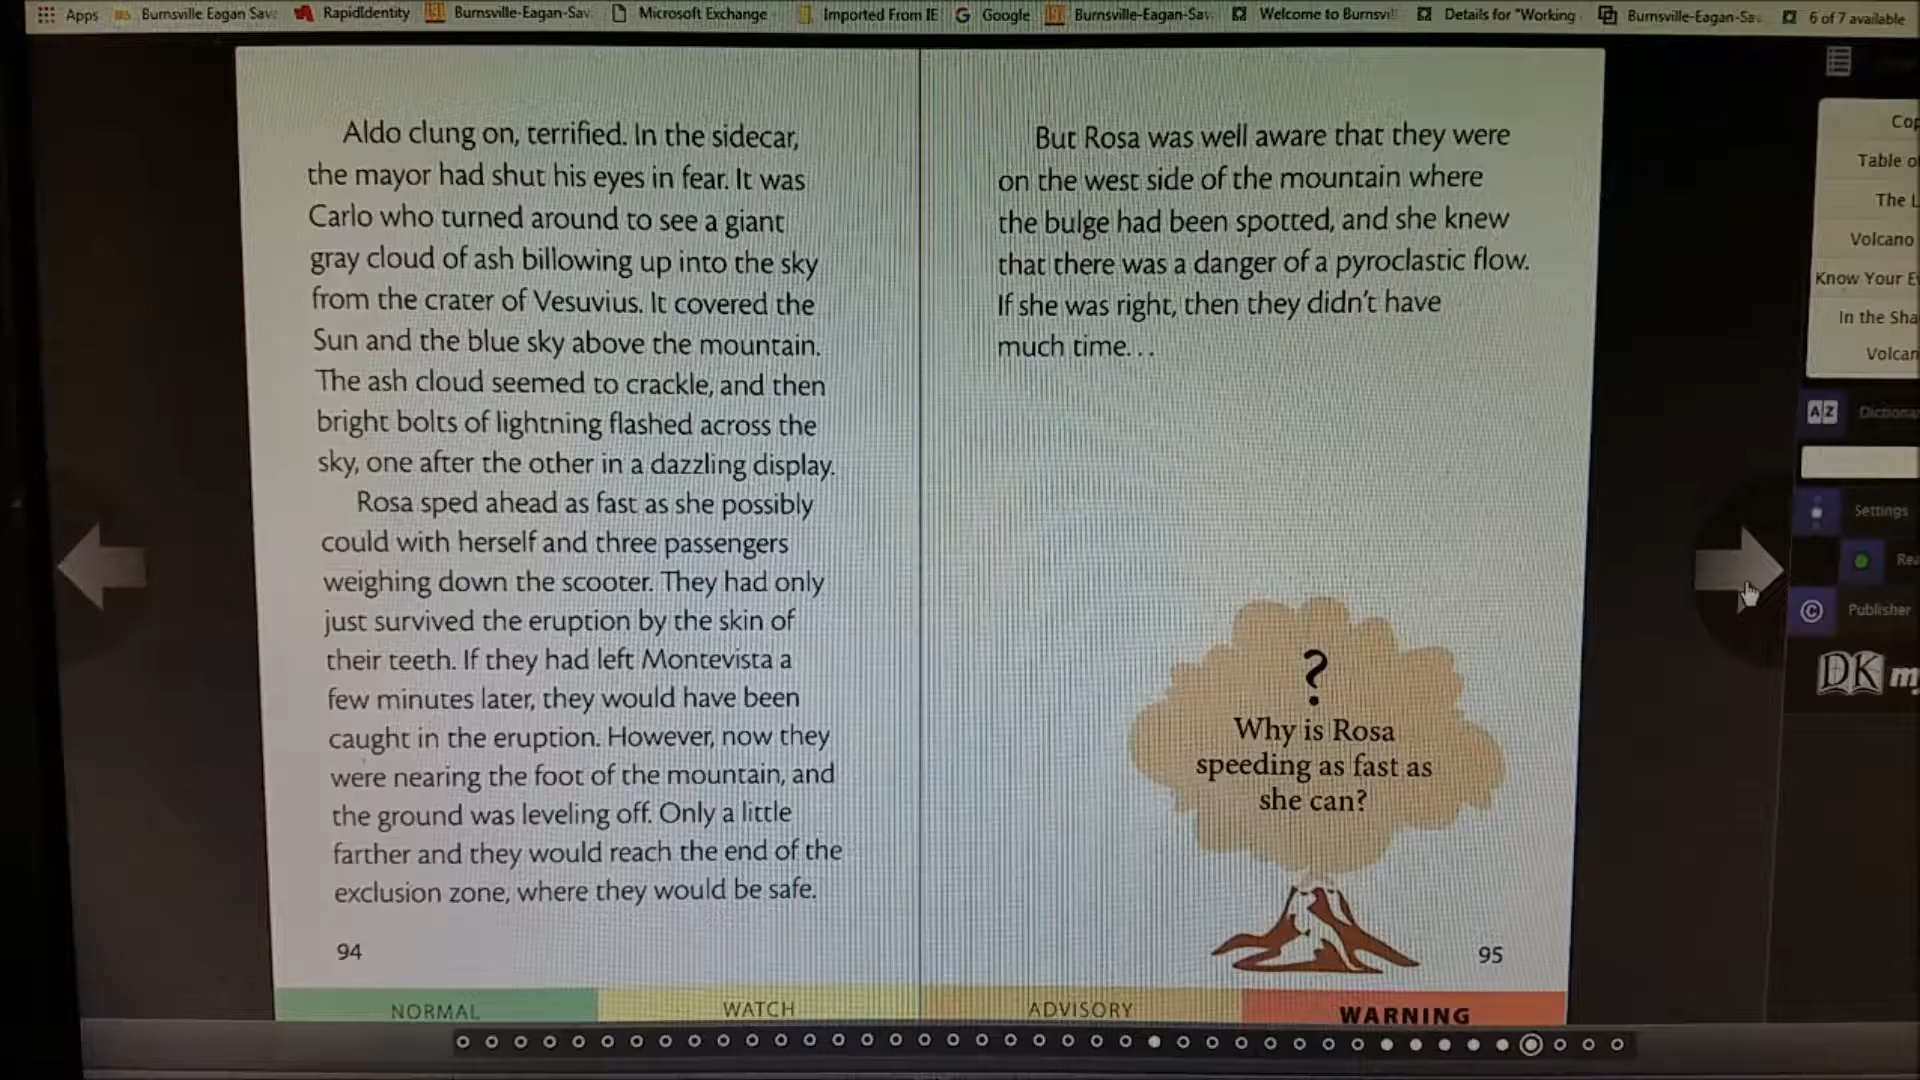 Apps
Burnsville Eagan Sav
RapidIdentity
Burnsville-Eagan-Sav
Microsoft Exchange
Imported From IE
Google
Burnsville-Eagan-Sav
Welcome to Burnsvil
Details for "Working
Burnsville-Eagan-Sav
6 of 7 available
Aldo clung on, terrified. In the sidecar,
the mayor had shut his eyes in fear. It was
Carlo who turned around to see a giant
gray cloud of ash billowing up into the sky
from the crater of Vesuvius. It covered the
Sun and the blue sky above the mountain.
The ash cloud seemed to crackle, and then
bright bolts of lightning flashed across the
sky, one after the other in a dazzling display.
Rosa sped ahead as fast as she possibly
could with herself and three passengers
weighing down the scooter. They had only
just survived the eruption by the skin of
their teeth. If they had left Montevista a
few minutes later, they would have been
caught in the eruption. However, now they
were nearing the foot of the mountain, and
the ground was leveling off. Only a little
farther and they would reach the end of the
exclusion zone, where they would be safe.
94
But Rosa was well aware that they were
on the west side of the mountain where
the bulge had been spotted, and she knew
that there was a danger of a pyroclastic flow.
If she was right, then they didn't have
much time...
?
Why is Rosa
speeding as fast as
she can?
95
NORMAL
WATCH
ADVISORY
WARNING
Cop
Table o
The L
Volcano
Know Your E
In the Sha
Volcan
AZ
Dictiona
Settings
Rea
©
Publisher
DK my